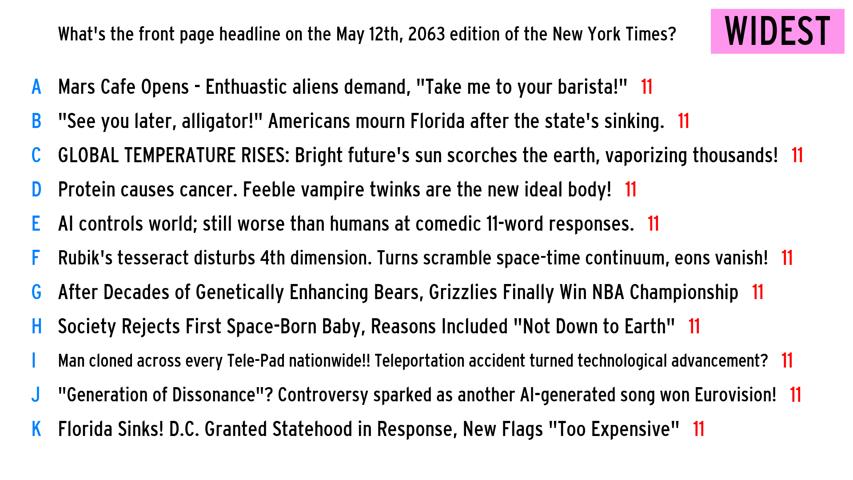 What's the front page headline on the May 12th, 2063 edition of the New York Times?
WIDEST
A Mars Cafe Opens - Enthuastic aliens demand, "Take me to your barista!" 11
B "See you later, alligator!" Americans mourn Florida after the state's sinking. 11
C GLOBAL TEMPERATURE RISES: Bright future's sun scorches the earth, vaporizing thousands! 11
D Protein causes cancer. Feeble vampire twinks are the new ideal body! 11
E AI controls world; still worse than humans at comedic 11-word responses. 11
F Rubik's tesseract disturbs 4th dimension. Turns scramble space-time continuum, eons vanish! 11
G After Decades of Genetically Enhancing Bears, Grizzlies Finally Win NBA Championship 11
H Society Rejects First Space-Born Baby, Reasons Included "Not Down to Earth" 11
I Man cloned across every Tele-Pad nationwide!! Teleportation accident turned technological advancement? 11
J "Generation of Dissonance"? Controversy sparked as another AI-generated song won Eurovision! 11
K Florida Sinks! D.C. Granted Statehood in Response, New Flags "Too Expensive" 11